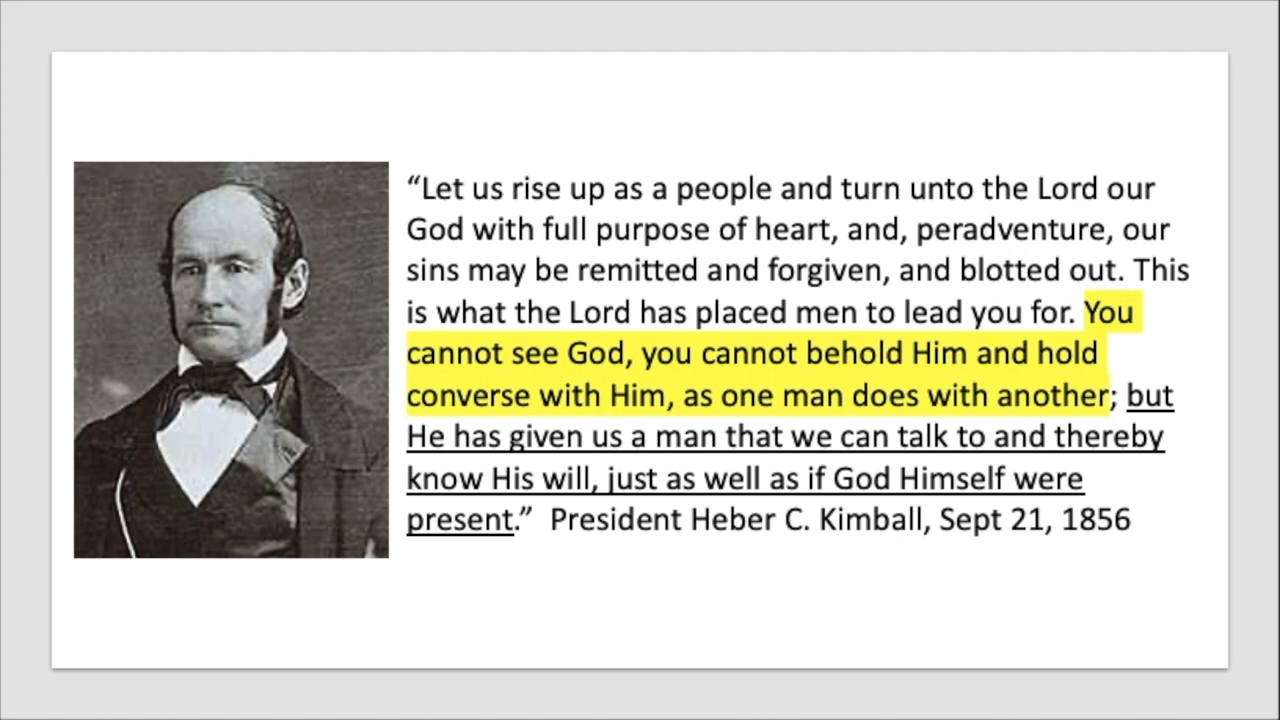 “Let us rise up as a people and turn unto the Lord our
God with full purpose of heart, and, peradventure, our
sins may be remitted and forgiven, and blotted out. This
is what the Lord has placed men to lead you for. You
cannot see God, you cannot behold Him and hold
converse with Him, as one man does with another; but
He has given us a man that we can talk to and thereby
know His will, just as well as if God Himself were
present.”  President Heber C. Kimball, Sept 21, 1856